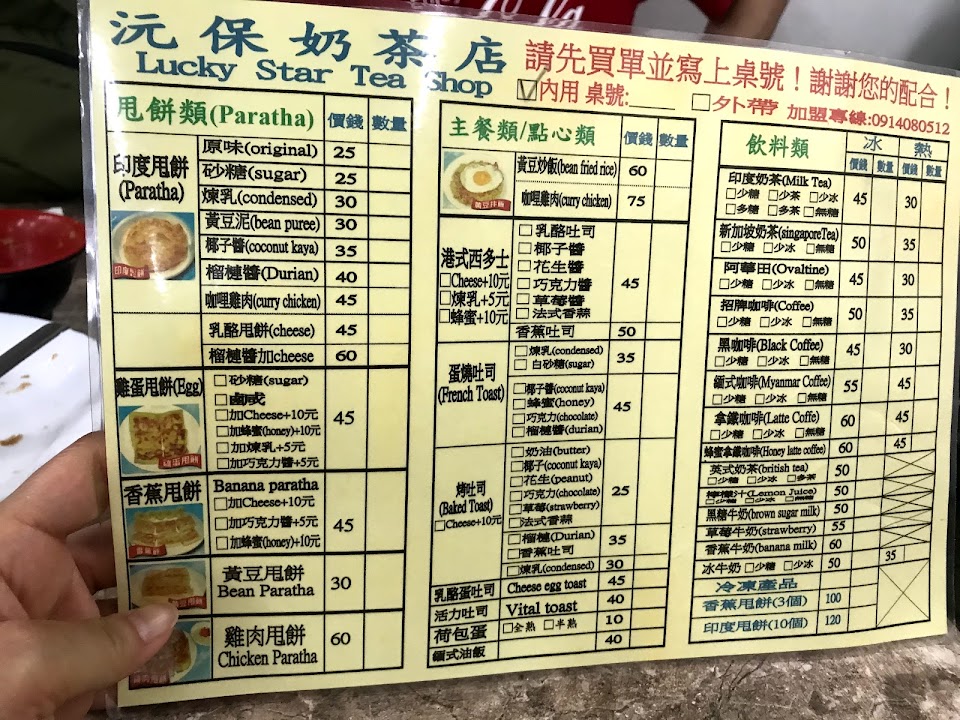 沅保奶茶店
Lucky Star Tea Shop
請先買單並寫上桌號！謝謝您的配合！
☑內用 桌號:____ □外帶 加盟專線:0914080512
甩餅類(Paratha) 價錢 數量
印度甩餅
(Paratha)
原味(original) 25
砂糖(sugar) 25
煉乳(condensed) 30
黃豆泥(bean puree) 30
椰子醬(coconut kaya) 35
榴槤醬(Durian) 40
咖哩雞肉(curry chicken) 45
乳酪甩餅(cheese) 45
榴槤醬加cheese 60
雞蛋甩餅(Egg)
□砂糖(sugar)
□鹵咸
□加Cheese+10元
□加蜂蜜(honey)+10元
□加煉乳+5元
□加巧克力醬+5元
45
香蕉甩餅 Banana paratha
□加Cheese+10元
□加巧克力醬+5元
□加蜂蜜(honey)+10元
45
黃豆甩餅
Bean Paratha 30
雞肉甩餅
Chicken Paratha 60
主餐類/點心類 價錢 數量
黃豆炒飯(bean fried rice) 60
咖哩雞肉(curry chicken) 75
港式西多士
□Cheese+10元
□煉乳+5元
□蜂蜜+10元
□乳酪吐司
□椰子醬
□花生醬
□巧克力醬
□草莓醬
□法式香蒜
45
香蕉吐司 50
蛋燒吐司
(French Toast)
□煉乳(condensed)
□白砂糖(sugar)
35
□椰子醬(coconut kaya)
□蜂蜜(honey)
□巧克力(chocolate)
□榴槤醬(durian)
45
烤吐司
(Baked Toast)
□Cheese+10元
□奶油(butter)
□椰子(coconut kaya)
□花生(peanut)
□巧克力(chocolate)
□草莓(strawberry)
□法式香蒜
25
□榴槤(Durian)
□香蕉吐司
35
□煉乳(condensed) 30
乳酪蛋吐司 Cheese egg toast 45
活力吐司 Vital toast 40
荷包蛋 □全熟 □半熟 10
緬式油飯 40
飲料類 冰 熱
價錢 數量 價錢 數量
印度奶茶(Milk Tea) 45 30
□少糖 □少茶 □少冰
□多糖 □多茶 □無糖
新加坡奶茶(singaporeTea) 50 35
□少糖 □少冰 □無糖
阿華田(Ovaltine) 50 35
□少糖 □少冰 □無糖
招牌咖啡(Coffee) 50 35
□少糖 □少冰 □無糖
黑咖啡(Black Coffee) 45 30
□少糖 □少冰 □無糖
緬式咖啡(Myanmar Coffee) 55 45
□少糖 □少冰 □無糖
拿鐵咖啡(Latte Coffe) 60 45
□少糖 □少冰 □無糖
蜂蜜拿鐵咖啡(Honey latte coffee) 60 45
英式奶茶(british tea) 50
□少糖 □少冰 □多茶
檸檬汁(Lemon Juice) 50
□少糖 □少冰 □無糖
黑糖牛奶(brown sugar milk) 50
草莓牛奶(strawberry) 55
香蕉牛奶(banana milk) 60
冰牛奶 □少糖 □少冰 50 35
冷凍產品
香蕉甩餅(3個) 100
印度甩餅(10個) 120